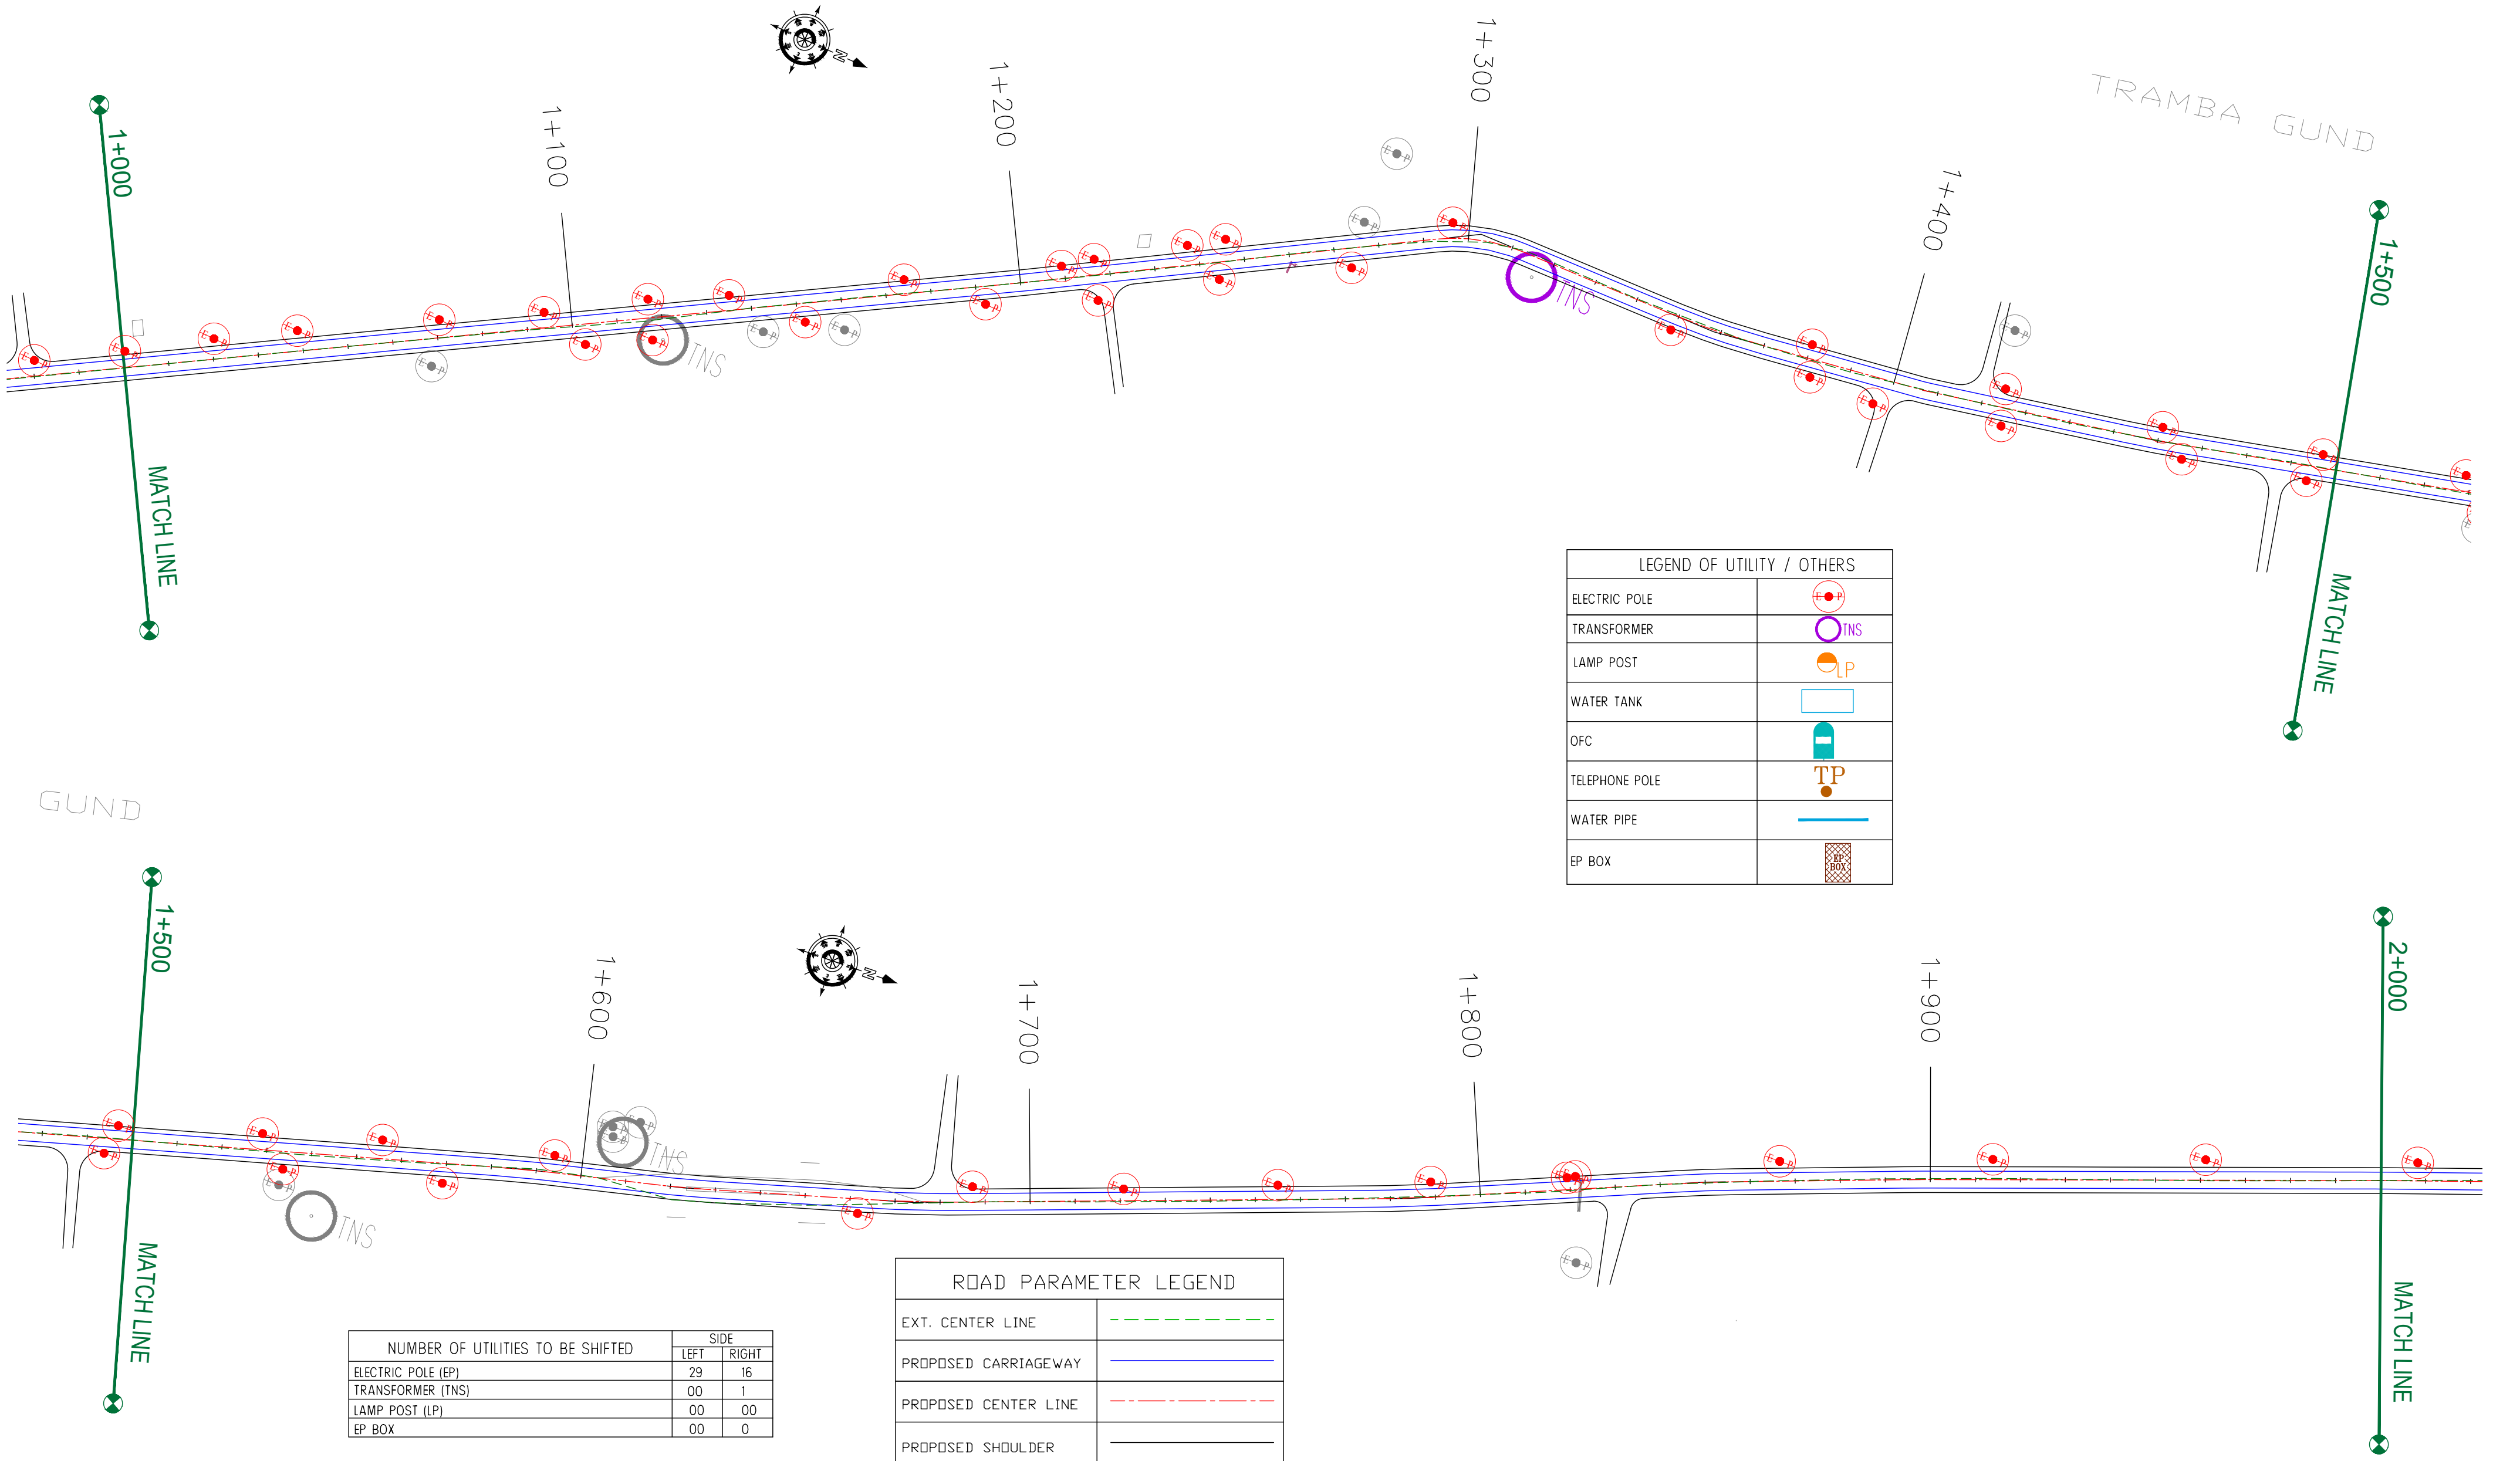 1+000
1+100
1+200
1+300
TRAMBA GUND
1+400
1+500
N
TNS
TNS
MATCH LINE
MATCH LINE
LEGEND OF UTILITY / OTHERS
ELECTRIC POLE E P
TRANSFORMER TNS
LAMP POST LP
WATER TANK
OFC
TELEPHONE POLE TP
WATER PIPE
EP BOX EP BOX
GUND
1+500
1+600
1+700
1+800
1+900
2+000
N
TNS
TNS
MATCH LINE
MATCH LINE
NUMBER OF UTILITIES TO BE SHIFTED SIDE
LEFT RIGHT
ELECTRIC POLE (EP) 29 16
TRANSFORMER (TNS) 00 1
LAMP POST (LP) 00 00
EP BOX 00 0
ROAD PARAMETER LEGEND
EXT. CENTER LINE
PROPOSED CARRIAGEWAY
PROPOSED CENTER LINE
PROPOSED SHOULDER